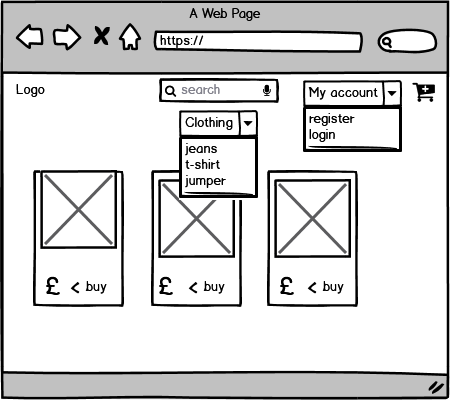 A Web Page
https://
Logo
search
My account
register
login
Clothing
jeans
t-shirt
jumper
£ < buy
£ < buy
£ < buy